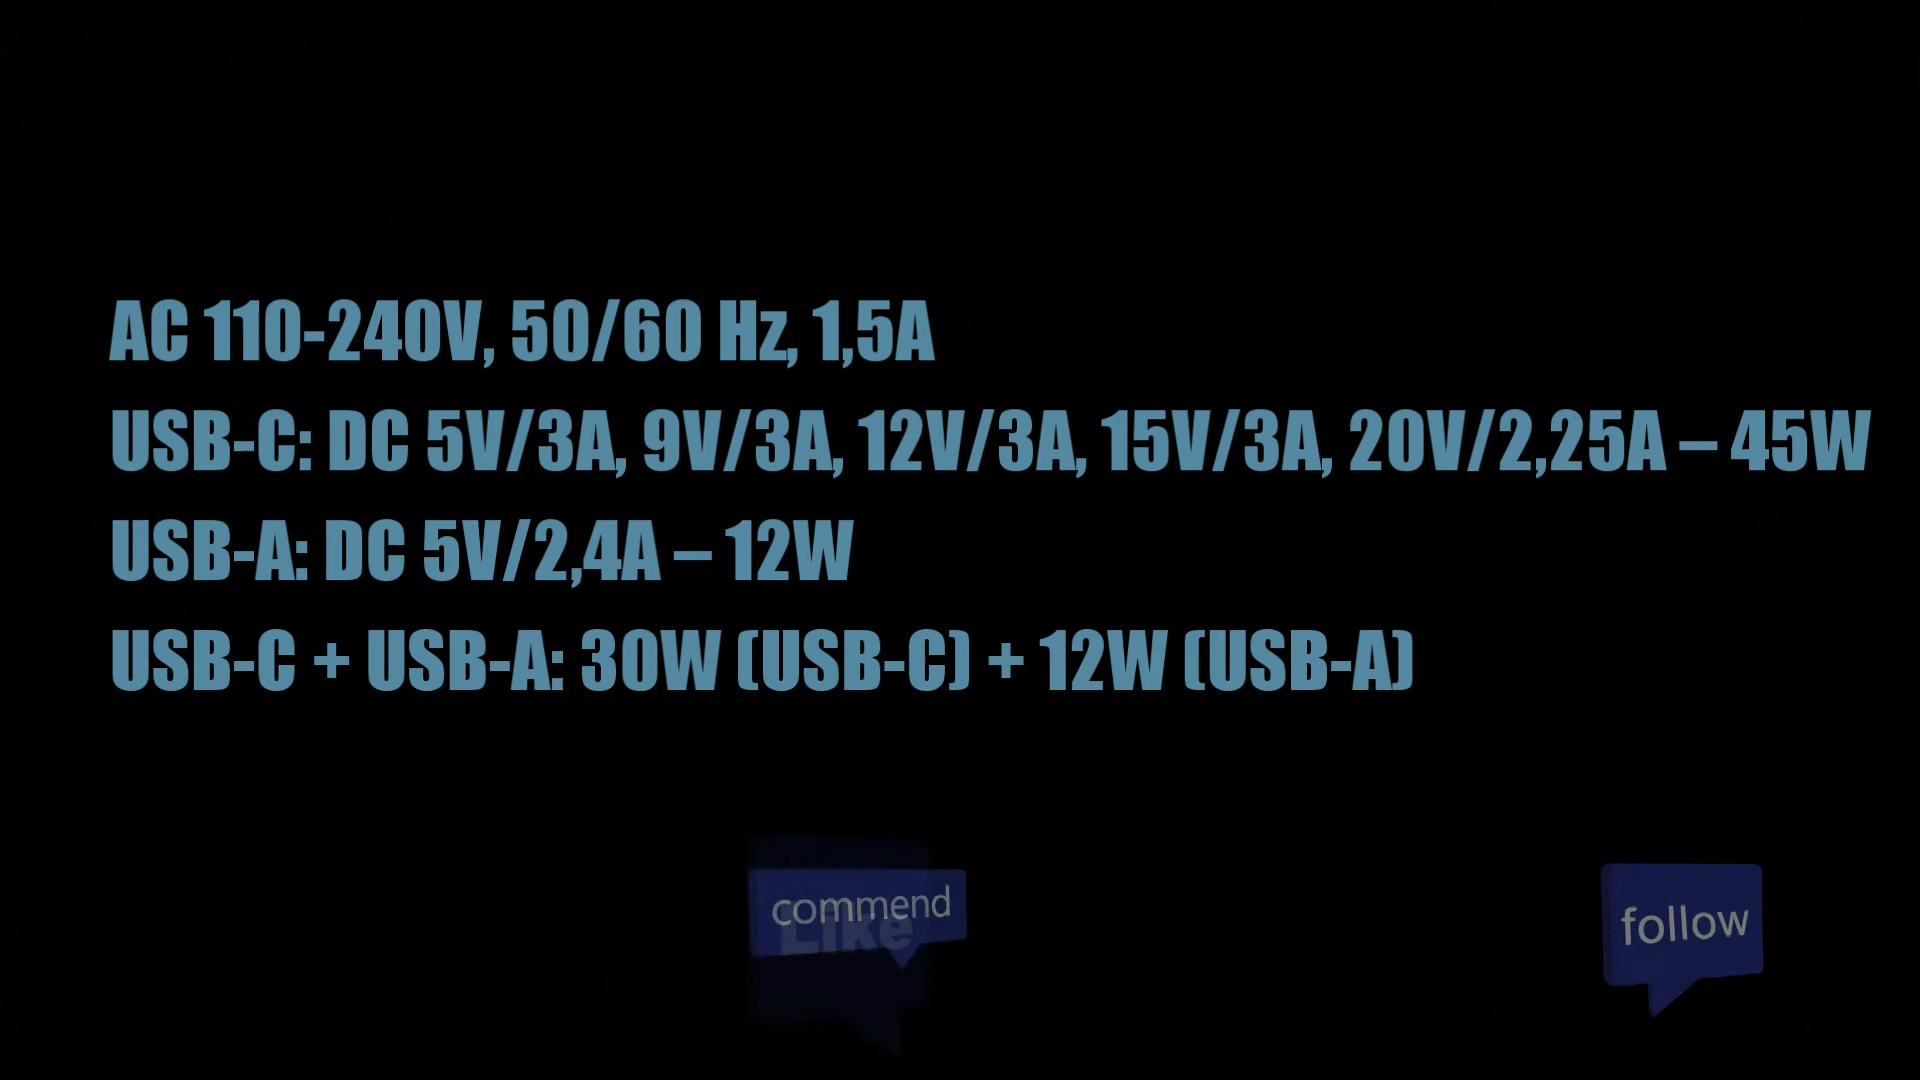 AC 110-240V, 50/60 Hz, 1,5A
USB-C: DC 5V/3A, 9V/3A, 12V/3A, 15V/3A, 20V/2,25A – 45W
USB-A: DC 5V/2,4A – 12W
USB-C + USB-A: 30W (USB-C) + 12W (USB-A)
commend
Like
follow